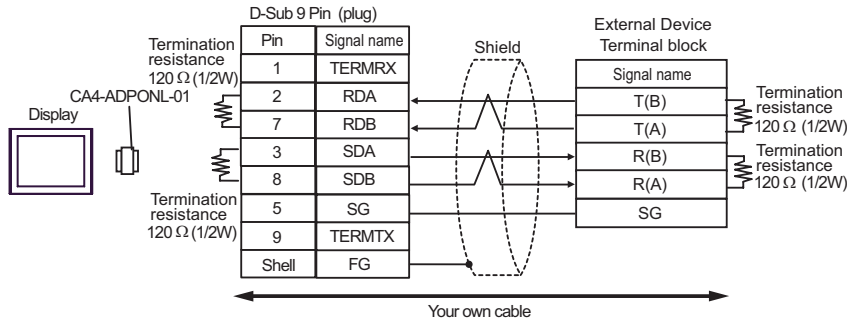 D-Sub 9 Pin (plug)
Pin Signal name
1 TERMRX
2 RDA
7 RDB
3 SDA
8 SDB
5 SG
9 TERMTX
Shell FG
Termination
resistance
120 Ω (1/2W)
CA4-ADPONL-01
Display
Termination
resistance
120 Ω (1/2W)
Shield
External Device
Terminal block
Signal name
T(B)
T(A)
R(B)
R(A)
SG
Termination
resistance
120 Ω (1/2W)
Termination
resistance
120 Ω (1/2W)
Your own cable